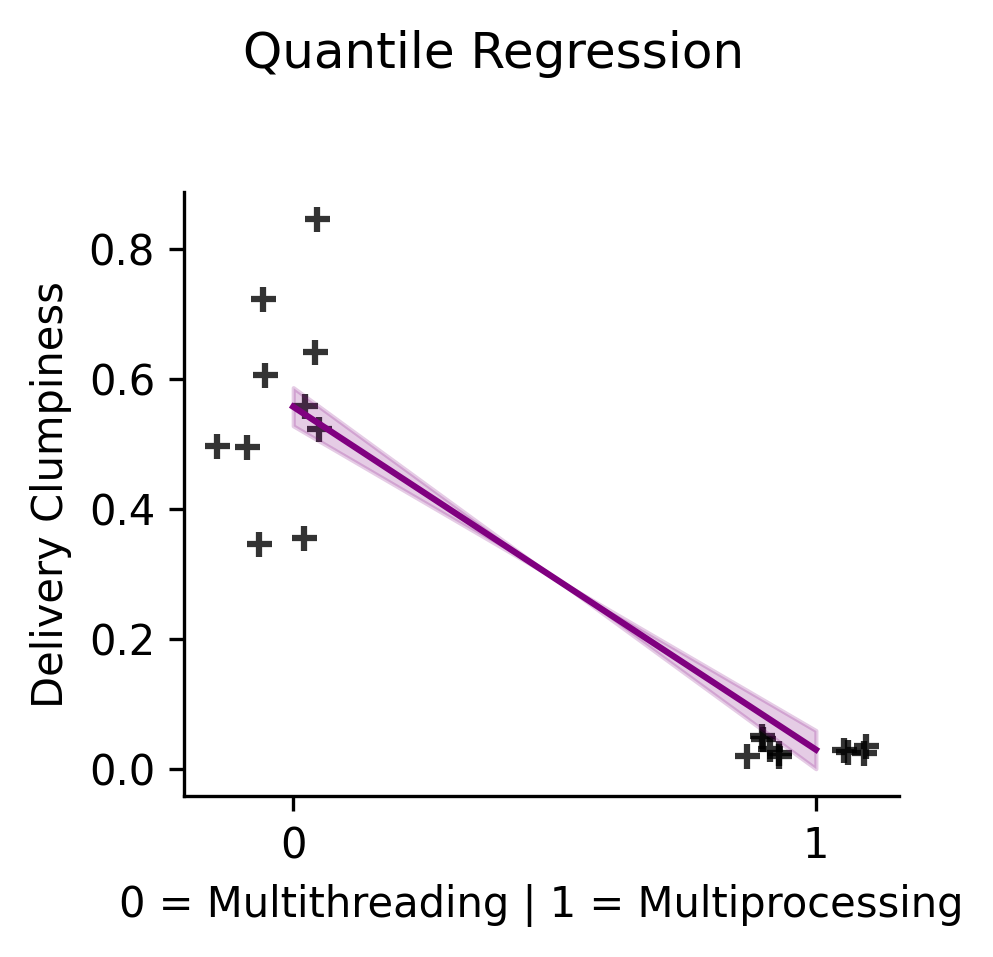 Quantile Regression
Delivery Clumpiness
0.8
0.6
0.4
0.2
0.0
0 1
0 = Multithreading | 1 = Multiprocessing